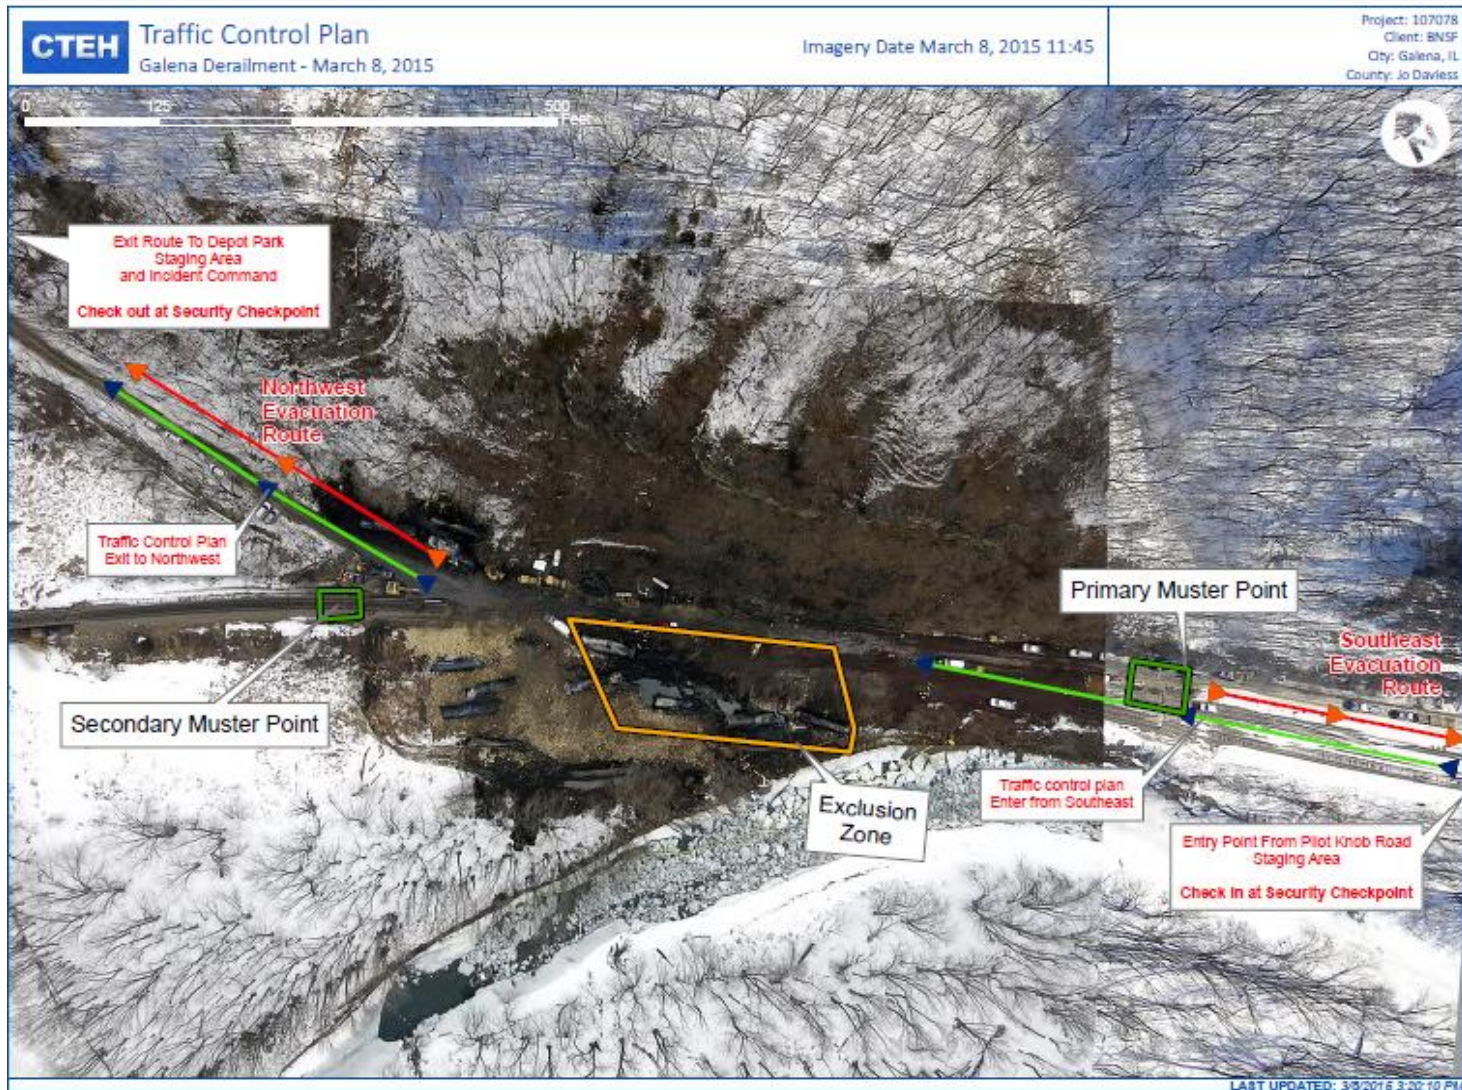 CTEH
Traffic Control Plan
Galena Derailment - March 8, 2015
Imagery Date March 8, 2015 11:45
Project: 107078
Client: BNSF
City: Galena, IL
County: Jo Daviess
0 125 500
Feet
Exit Route To Depot Park
Staging Area
and Incident Command
Check out at Security Checkpoint
Northwest
Evacuation
Route
Traffic Control Plan
Exit to Northwest
Primary Muster Point
Southeast
Evacuation
Route
Secondary Muster Point
Traffic control plan
Enter from Southeast
Exclusion
Zone
Entry Point From Pilot Knob Road
Staging Area
Check in at Security Checkpoint
LAST UPDATED: